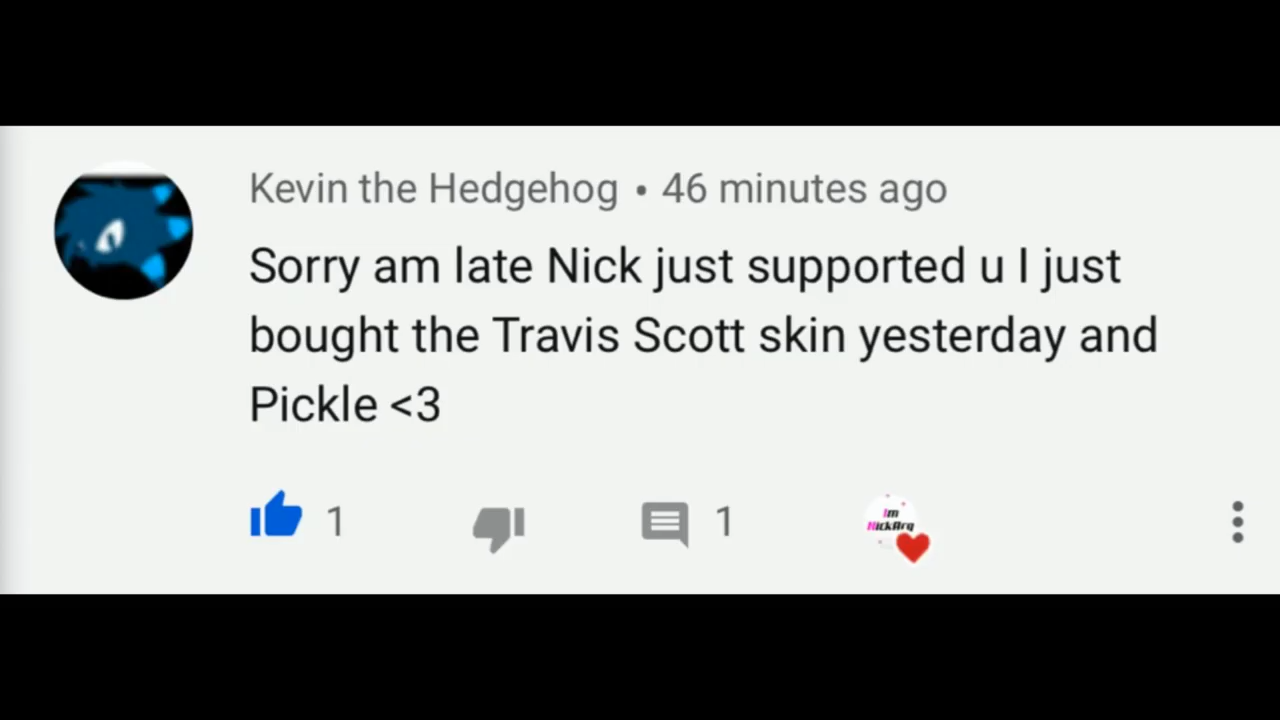 Kevin the Hedgehog • 46 minutes ago
Sorry am late Nick just supported u I just
bought the Travis Scott skin yesterday and
Pickle <3
1
1
Im
NickArq